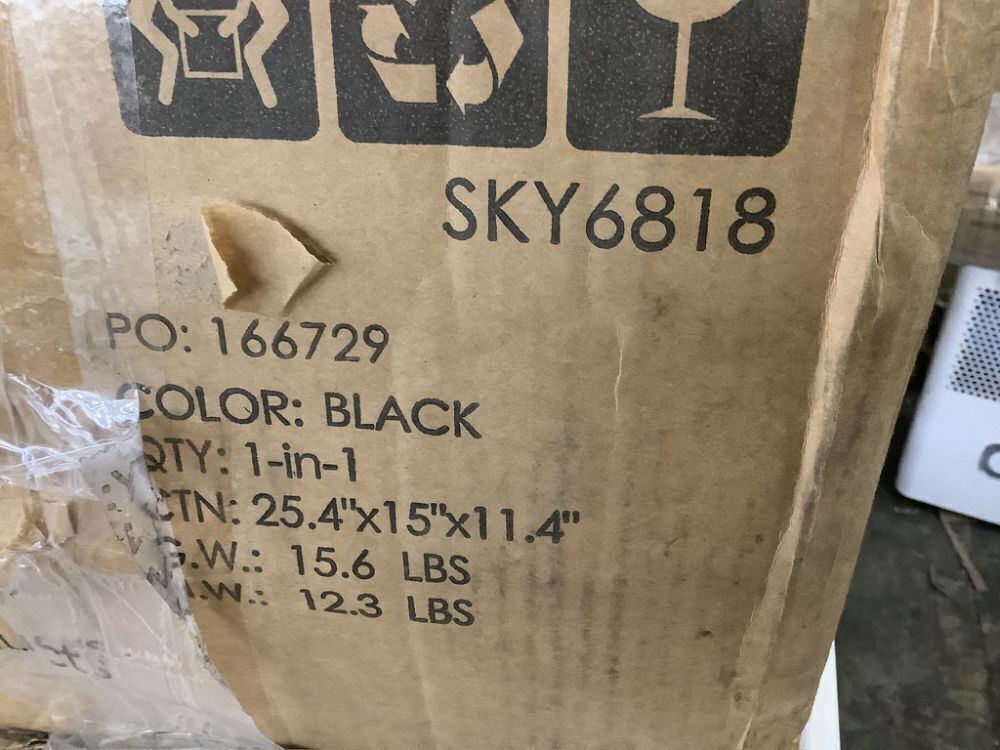 SKY6818
PO: 166729
COLOR: BLACK
QTY: 1-in-1
CTN: 25.4"x15"x11.4"
G.W.: 15.6 LBS
.W.: 12.3 LBS